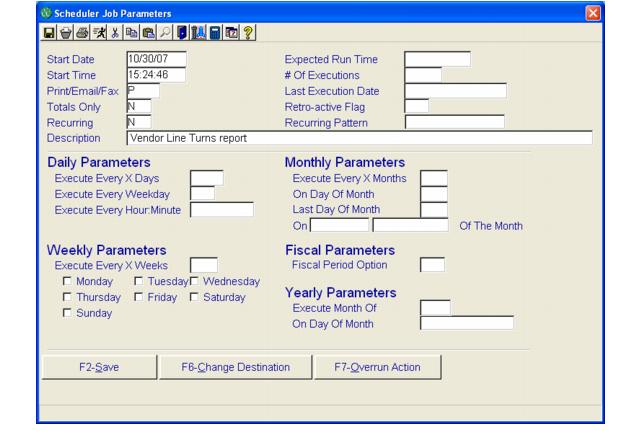 Scheduler Job Parameters
Start Date 10/30/07 Expected Run Time
Start Time 15:24:46 # Of Executions
Print/Email/Fax P Last Execution Date
Totals Only N Retro-active Flag
Recurring N Recurring Pattern
Description Vendor Line Turns report
Daily Parameters
Execute Every X Days
Execute Every Weekday
Execute Every Hour:Minute
Monthly Parameters
Execute Every X Months
On Day Of Month
Last Day Of Month
On Of The Month
Weekly Parameters
Execute Every X Weeks
Monday Tuesday Wednesday
Thursday Friday Saturday
Sunday
Fiscal Parameters
Fiscal Period Option
Yearly Parameters
Execute Month Of
On Day Of Month
F2-Save F6-Change Destination F7-Overrun Action